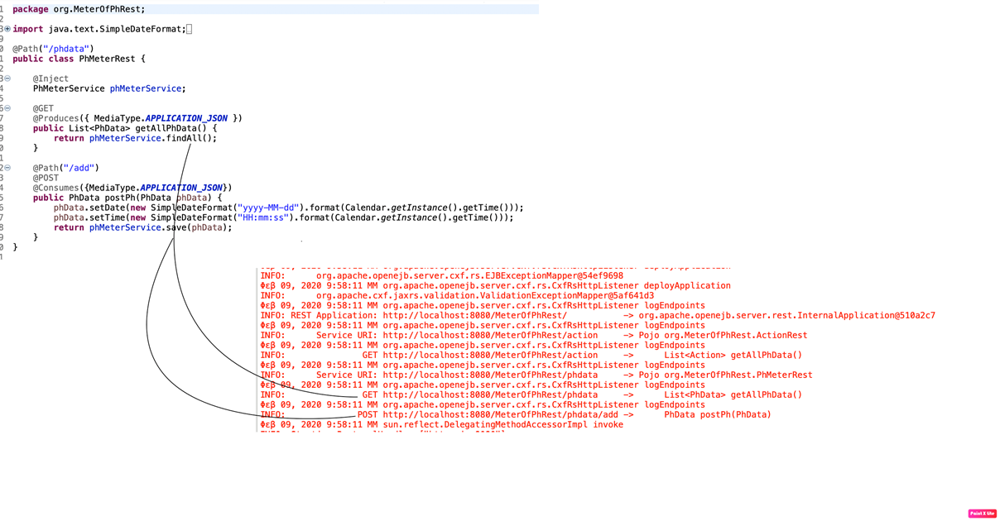 package org.MeterOfPhRest;
import java.text.SimpleDateFormat;
@Path("/phdata")
public class PhMeterRest {
@Inject
PhMeterService phMeterService;
@GET
@Produces({ MediaType.APPLICATION_JSON })
public List<PhData> getAllPhData() {
return phMeterService.findAll();
}
@Path("/add")
@POST
@Consumes({MediaType.APPLICATION_JSON})
public PhData postPh(PhData phData) {
phData.setDate(new SimpleDateFormat("yyyy-MM-dd").format(Calendar.getInstance().getTime()));
phData.setTime(new SimpleDateFormat("HH:mm:ss").format(Calendar.getInstance().getTime()));
return phMeterService.save(phData);
}
}
INFO: org.apache.openejb.server.cxf.rs.EJBExceptionMapper@54ef9698
Φεβ 09, 2020 9:58:11 ΜΜ org.apache.openejb.server.cxf.rs.CxfRsHttpListener deployApplication
INFO: org.apache.cxf.jaxrs.validation.ValidationExceptionMapper@5af641d3
Φεβ 09, 2020 9:58:11 ΜΜ org.apache.openejb.server.cxf.rs.CxfRsHttpListener logEndpoints
INFO: REST Application: http://localhost:8080/MeterOfPhRest/ -> org.apache.openejb.server.rest.InternalApplication@510a2c7
Φεβ 09, 2020 9:58:11 ΜΜ org.apache.openejb.server.cxf.rs.CxfRsHttpListener logEndpoints
INFO: Service URI: http://localhost:8080/MeterOfPhRest/action -> Pojo org.MeterOfPhRest.ActionRest
Φεβ 09, 2020 9:58:11 ΜΜ org.apache.openejb.server.cxf.rs.CxfRsHttpListener logEndpoints
INFO: GET http://localhost:8080/MeterOfPhRest/action -> List<Action> getAllPhData()
Φεβ 09, 2020 9:58:11 ΜΜ org.apache.openejb.server.cxf.rs.CxfRsHttpListener logEndpoints
INFO: Service URI: http://localhost:8080/MeterOfPhRest/phdata -> Pojo org.MeterOfPhRest.PhMeterRest
Φεβ 09, 2020 9:58:11 ΜΜ org.apache.openejb.server.cxf.rs.CxfRsHttpListener logEndpoints
INFO: GET http://localhost:8080/MeterOfPhRest/phdata -> List<PhData> getAllPhData()
Φεβ 09, 2020 9:58:11 ΜΜ org.apache.openejb.server.cxf.rs.CxfRsHttpListener logEndpoints
INFO: POST http://localhost:8080/MeterOfPhRest/phdata/add -> PhData postPh(PhData)
Φεβ 09, 2020 9:58:11 ΜΜ sun.reflect.DelegatingMethodAccessorImpl invoke
Paint X lite